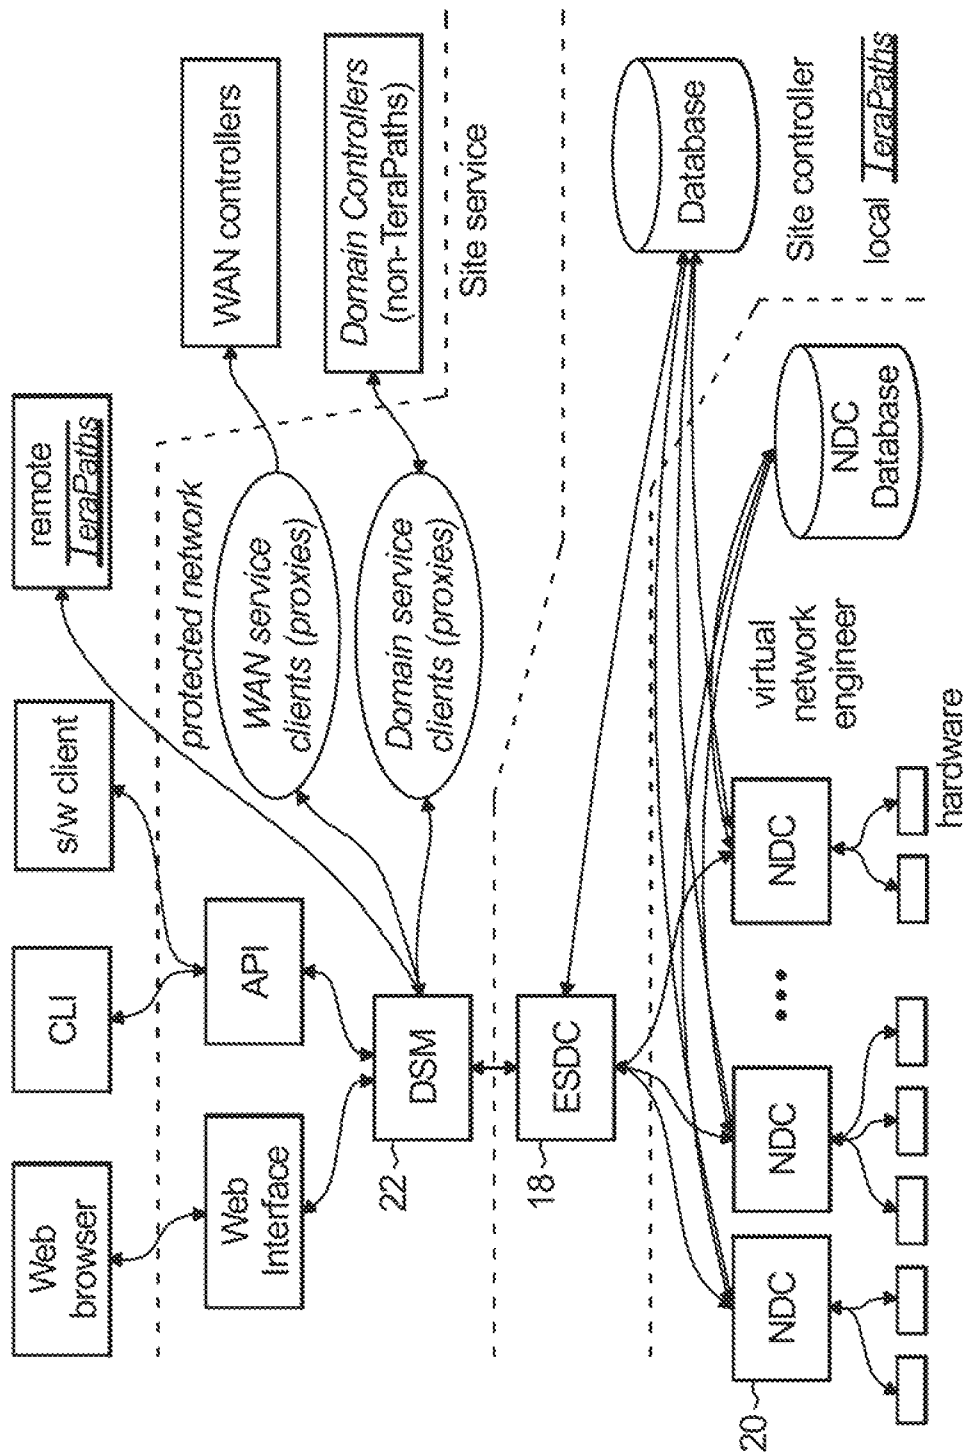 Web
browser
CLI
s/w client
remote
TeraPaths
protected network
Web
Interface
API
WAN service
clients (proxies)
WAN controllers
22
DSM
Domain service
clients (proxies)
Domain Controllers
(non-TeraPaths)
Site service
18
ESDC
Database
Site controller
local TeraPaths
20
NDC
NDC
...
NDC
virtual
network
engineer
NDC
Database
hardware